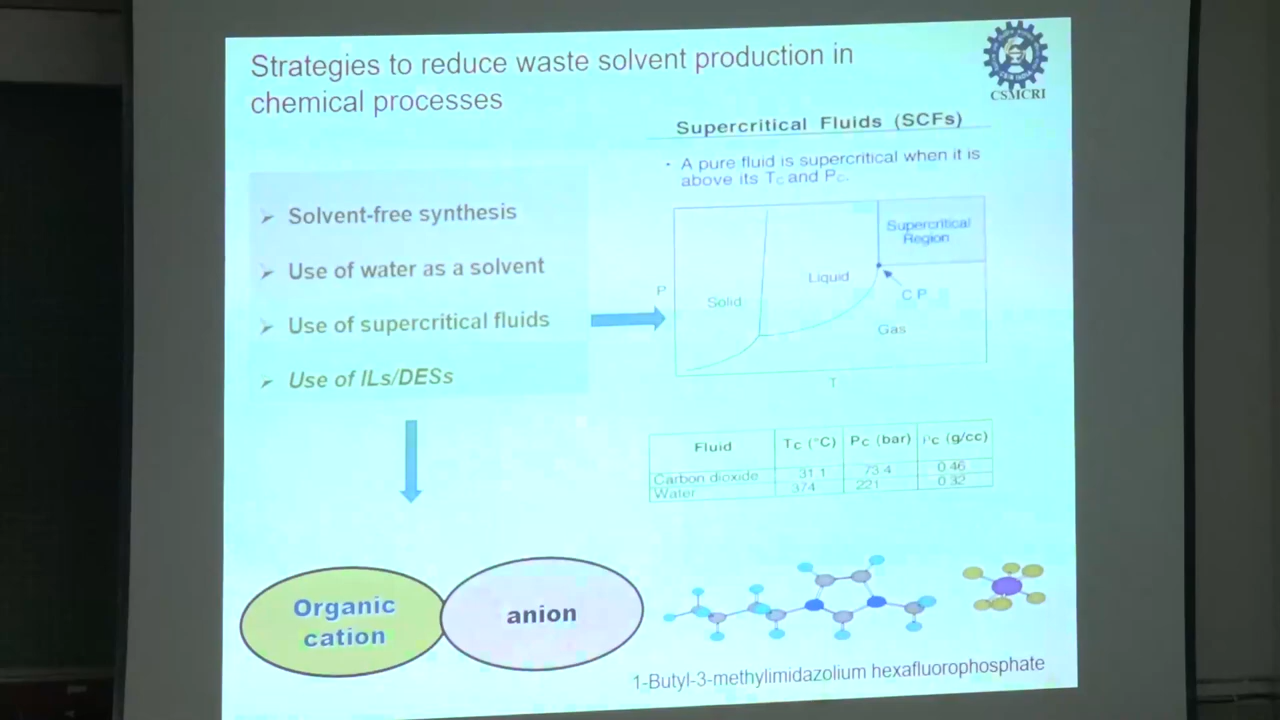 Strategies to reduce waste solvent production in
chemical processes
CSMCRI
Solvent-free synthesis
Use of water as a solvent
Use of supercritical fluids
Use of ILs/DESs
Supercritical Fluids (SCFs)
• A pure fluid is supercritical when it is
above its Tc and Pc.
Supercritical
Region
Liquid
P
Solid
C P
Gas
T
Fluid Tc (°C) Pc (bar) (g/cc)
Carbon dioxide 31.1 73.4 0.46
Water 374 221 0.32
Organic
cation
anion
1-Butyl-3-methylimidazolium hexafluorophosphate